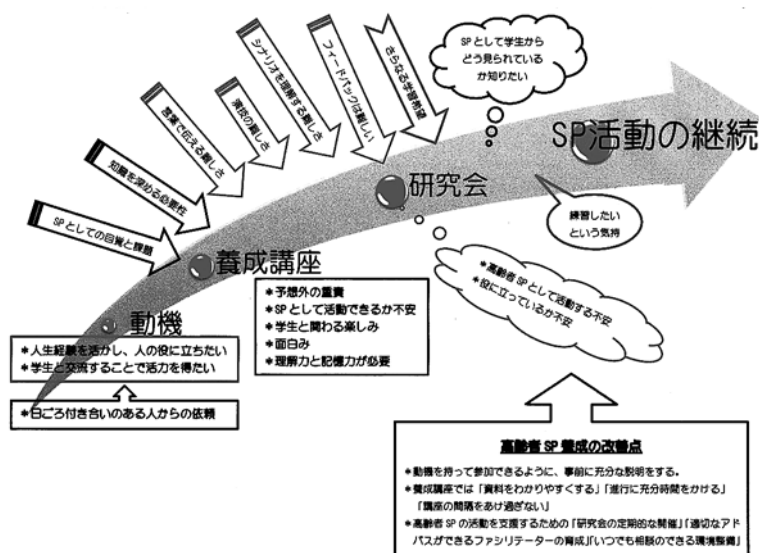 SPとしての自覚と課題
知識を深める必要性
言葉で伝える難しさ
演技の難しさ
シナリオを理解する難しさ
フィードバックは難しい
さらなる学習希望
SPとして学生から
どう見られている
か知りたい
SP活動の継続
研究会
練習したい
という気持
養成講座
*予想外の重責
*SPとして活動できるか不安
*学生と関わる楽しみ
*面白み
*理解力と記憶力が必要
*高齢者SPとして活動する不安
*役に立っているか不安
動機
*人生経験を活かし、人の役に立ちたい
*学生と交流することで活力を得たい
*日ごろ付き合いのある人からの依頼
高齢者SP養成の改善点
*動機を持って参加できるように、事前に充分な説明をする。
*養成講座では「資料をわかりやすくする」「進行に充分時間をかける」
「講座の間隔をあけ過ぎない」
*高齢者SPの活動を支援するための「研究会の定期的な開催」「適切なアド
バスができるファシリテーターの育成」「いつでも相談のできる環境整備」